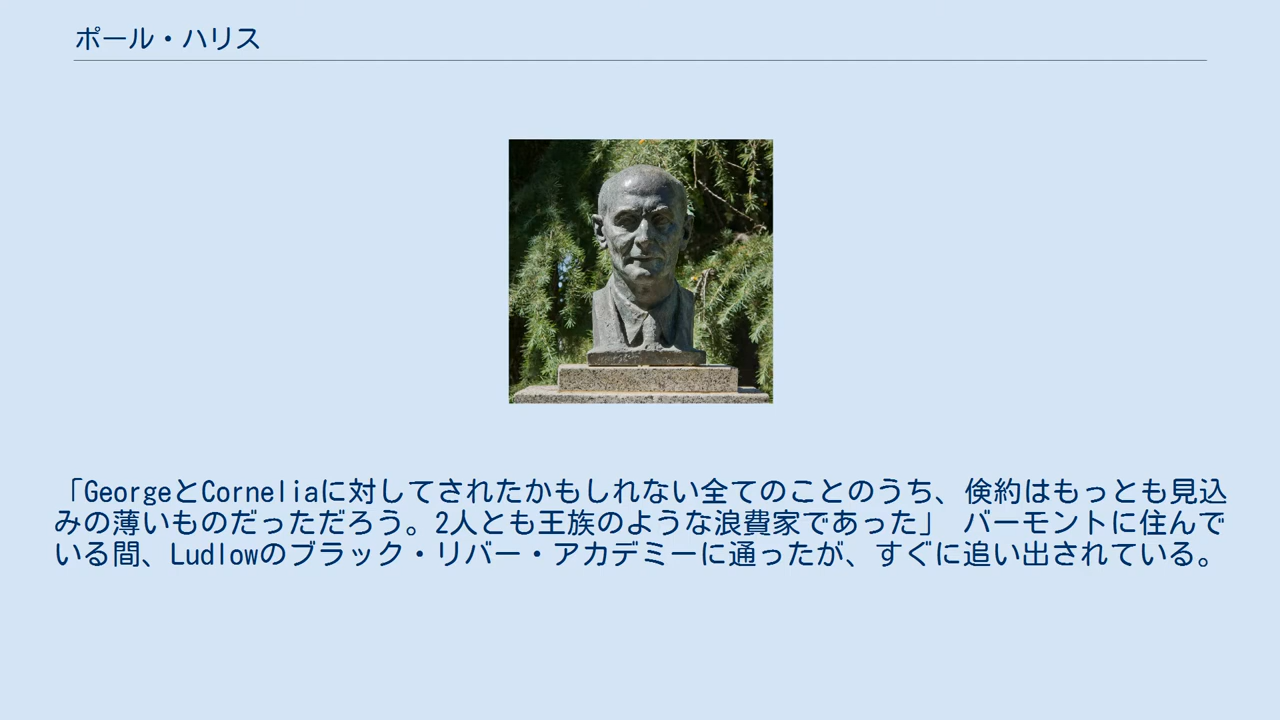 ポール・ハリス
「GeorgeとCorneliaに対してされたかもしれない全てのことのうち、倹約はもっとも見込
みの薄いものだっただろう。2人とも王族のような浪費家であった」 バーモントに住んで
いる間、Ludlowのブラック・リバー・アカデミーに通ったが、すぐに追い出されている。